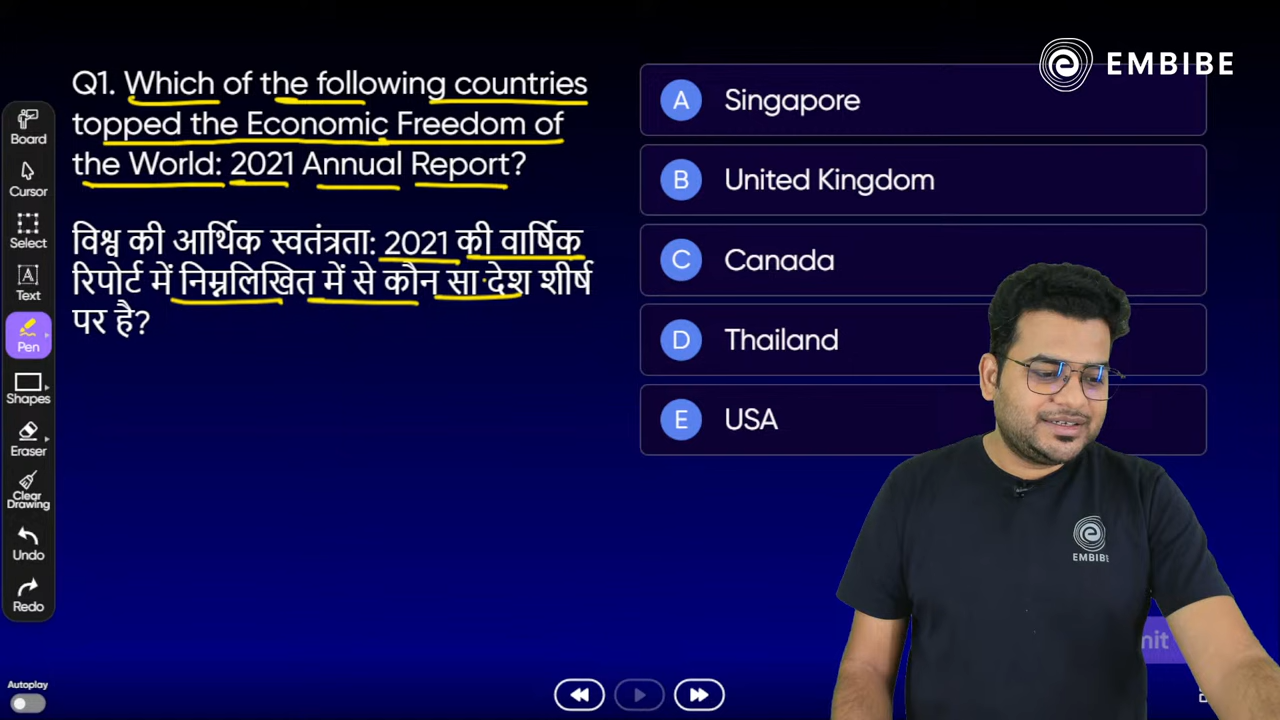 EMBIBE
Q1. Which of the following countries
topped the Economic Freedom of
the World: 2021 Annual Report?
विश्व की आर्थिक स्वतंत्रता: 2021 की वार्षिक
रिपोर्ट में निम्नलिखित में से कौन सा देश शीर्ष
पर है?
A Singapore
B United Kingdom
C Canada
D Thailand
E USA
Board
Cursor
Select
A
Text
Pen
Shapes
Eraser
Clear
Drawing
Undo
Redo
EMBIBE
Autoplay